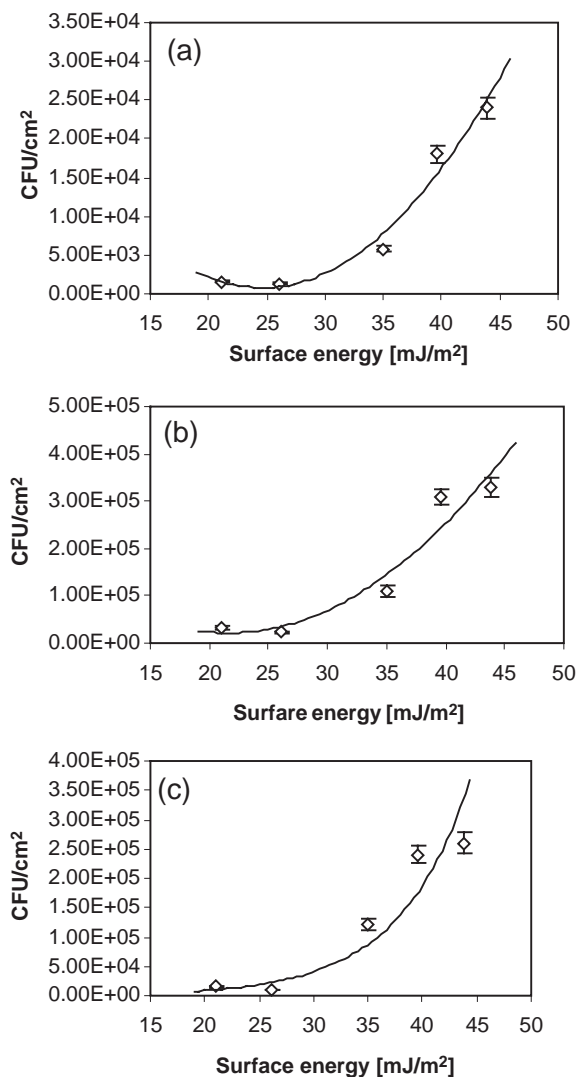 3.50E+04
(a)
3.00E+04
2.50E+04
2.00E+04
1.50E+04
1.00E+04
5.00E+03
0.00E+00
CFU/cm²
15 20 25 30 35 40 45 50
Surface energy [mJ/m²]
5.00E+05
(b)
4.00E+05
3.00E+05
2.00E+05
1.00E+05
0.00E+00
CFU/cm²
15 20 25 30 35 40 45 50
Surfare energy [mJ/m²]
4.00E+05
(c)
3.50E+05
3.00E+05
2.50E+05
2.00E+05
1.50E+05
1.00E+05
5.00E+04
0.00E+00
CFU/cm²
15 20 25 30 35 40 45 50
Surface energy [mJ/m²]